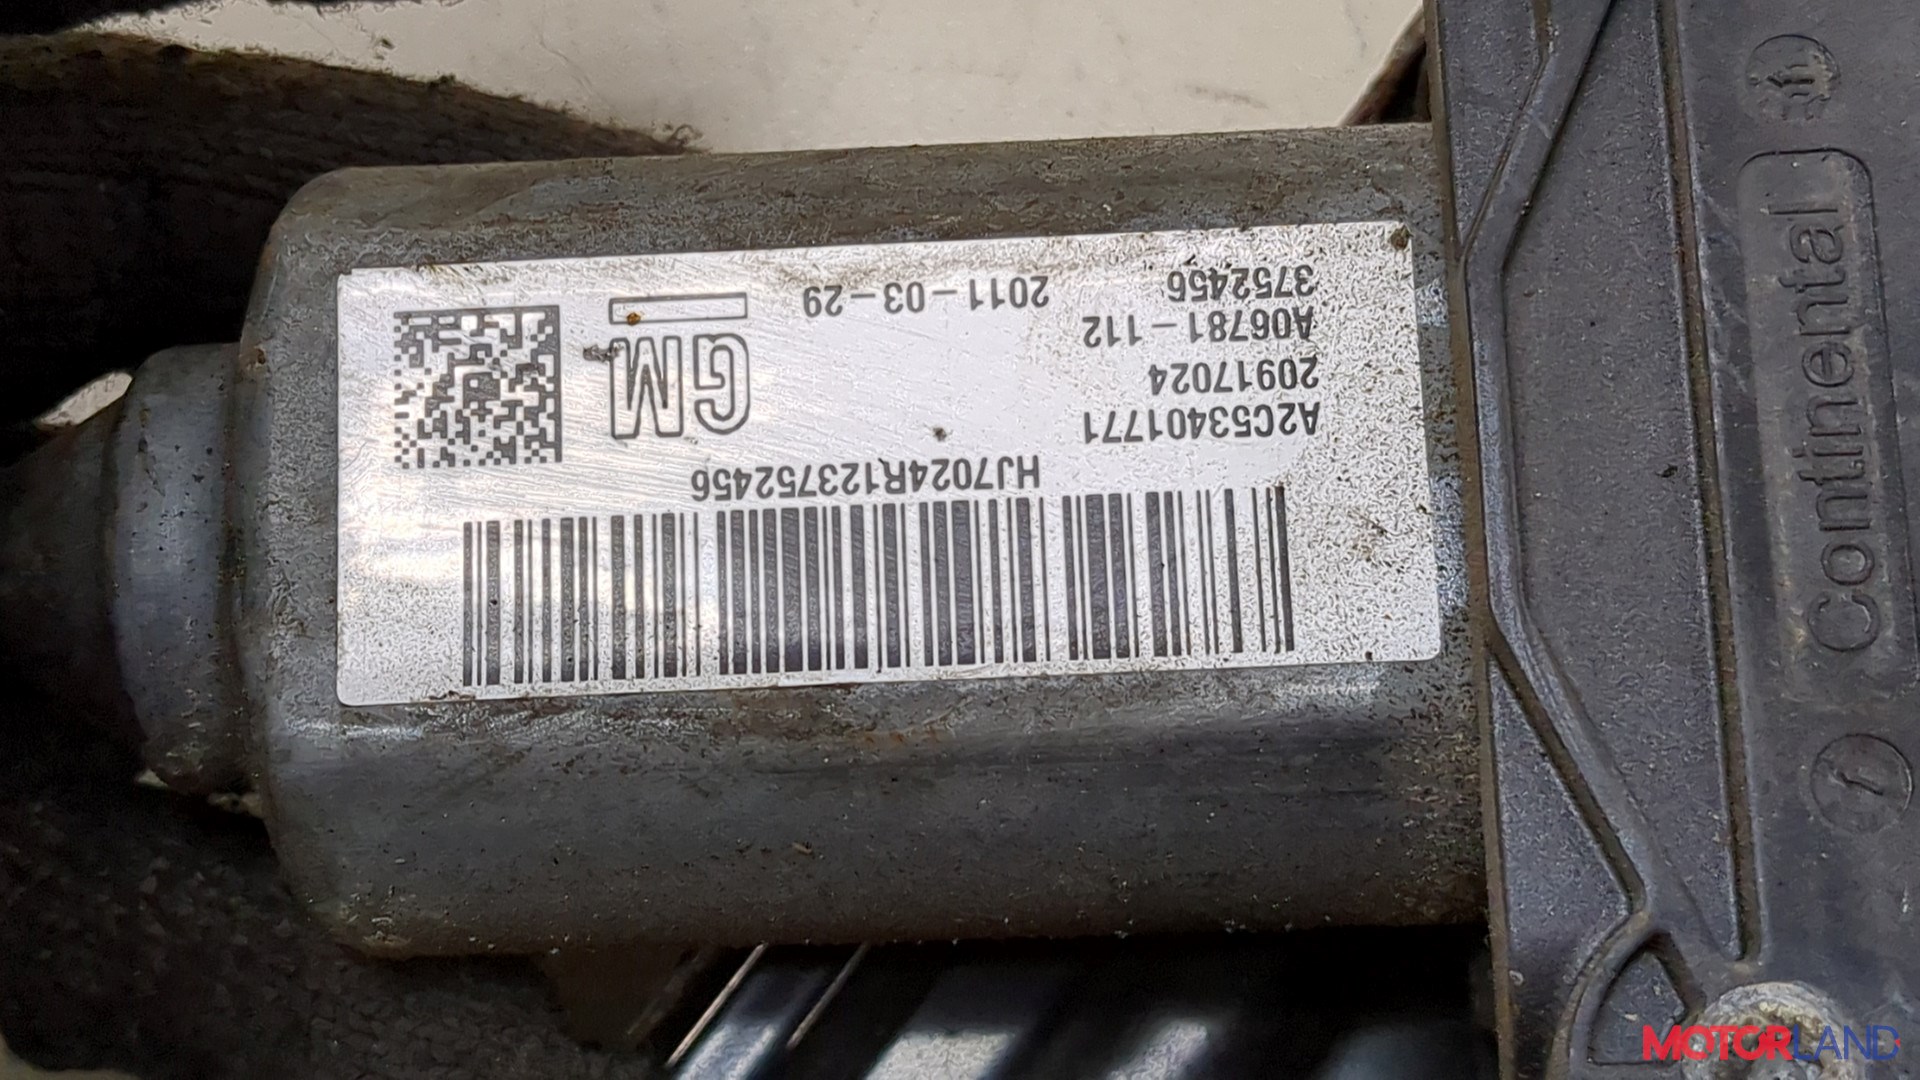 HJ7024R123752456
A2C53401771
20917024
A06781-112
3752456
GM
2011-03-29
Continental
MOTORLAND